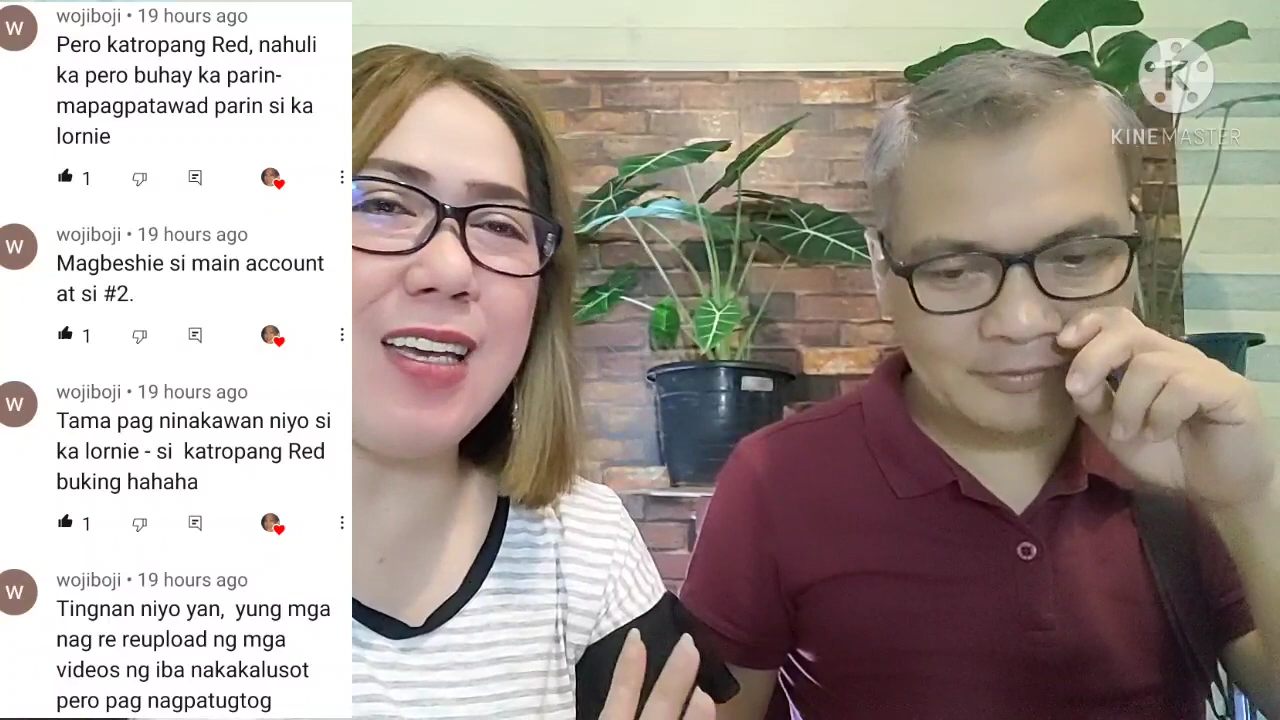 W
wojiboji • 19 hours ago
Pero katropang Red, nahuli
ka pero buhay ka parin-
mapagpatawad parin si ka
lornie
1
W
wojiboji • 19 hours ago
Magbeshie si main account
at si #2.
1
W
wojiboji • 19 hours ago
Tama pag ninakawan niyo si
ka lornie - si katropang Red
buking hahaha
1
W
wojiboji • 19 hours ago
Tingnan niyo yan, yung mga
nag re reupload ng mga
videos ng iba nakakalusot
pero pag nagpatugtog
K
KINEMASTER